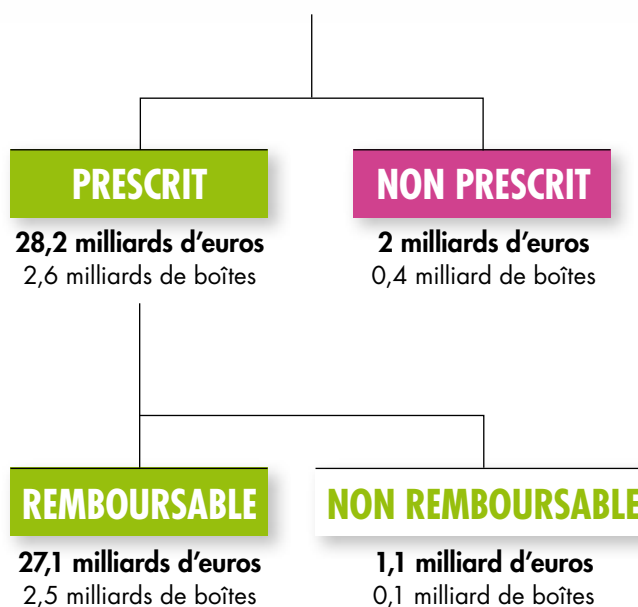 PRESCRIT
NON PRESCRIT
28,2 milliards d'euros
2,6 milliards de boîtes
2 milliards d'euros
0,4 milliard de boîtes
REMBOURSABLE
NON REMBOURSABLE
27,1 milliards d'euros
2,5 milliards de boîtes
1,1 milliard d'euros
0,1 milliard de boîtes